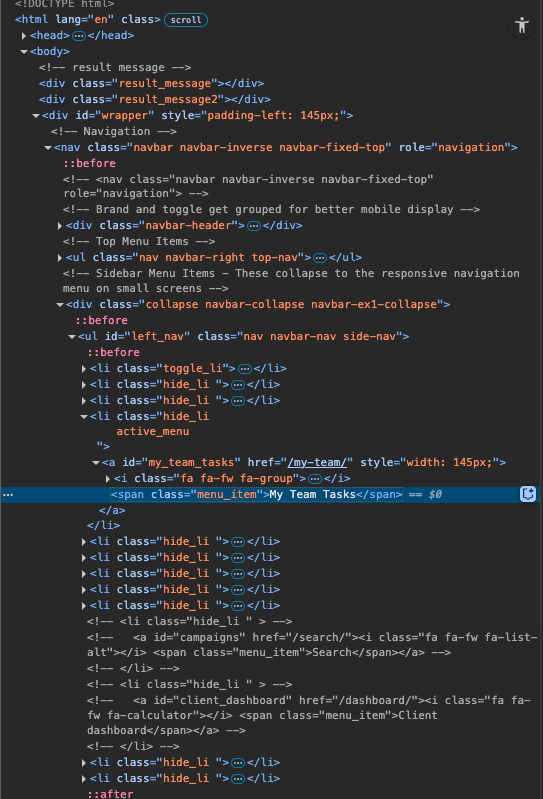 <!DOCTYPE html>
<html lang="en" class> scroll
<head> ··· </head>
<body>
<!-- result message -->
<div class="result_message"></div>
<div class="result_message2"></div>
<div id="wrapper" style="padding-left: 145px;">
<!-- Navigation -->
<nav class="navbar navbar-inverse navbar-fixed-top" role="navigation">
::before
<!-- <nav class="navbar navbar-inverse navbar-fixed-top"
role="navigation"> -->
<!-- Brand and toggle get grouped for better mobile display -->
<div class="navbar-header"> ··· </div>
<!-- Top Menu Items -->
<ul class="nav navbar-right top-nav"> ··· </ul>
<!-- Sidebar Menu Items - These collapse to the responsive navigation
menu on small screens -->
<div class="collapse navbar-collapse navbar-ex1-collapse">
::before
<ul id="left_nav" class="nav navbar-nav side-nav">
::before
<li class="toggle_li"> ··· </li>
<li class="hide_li "> ··· </li>
<li class="hide_li "> ··· </li>
<li class="hide_li
active_menu
">
<a id="my_team_tasks" href="/my-team/" style="width: 145px;">
<i class="fa fa-fw fa-group"> ··· </i>
··· <span class="menu_item">My Team Tasks</span> == $0
</a>
</li>
<li class="hide_li "> ··· </li>
<li class="hide_li "> ··· </li>
<li class="hide_li "> ··· </li>
<li class="hide_li "> ··· </li>
<li class="hide_li "> ··· </li>
<!-- <li class="hide_li " > -->
<!-- <a id="campaigns" href="/search/"><i class="fa fa-fw fa-list-
alt"></i> <span class="menu_item">Search</span></a> -->
<!-- </li> -->
<!-- <li class="hide_li " > -->
<!-- <a id="client_dashboard" href="/dashboard/"><i class="fa fa-
fw fa-calculator"></i> <span class="menu_item">Client
dashboard</span></a> -->
<!-- </li> -->
<li class="hide_li "> ··· </li>
<li class="hide_li "> ··· </li>
::after